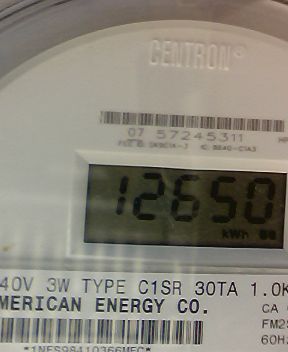 CENTRON®
07 57245311
12650
kWh
40V 3W TYPE C1SR 30TA 1.0K
MERICAN ENERGY CO.
CA
FM2S
60H